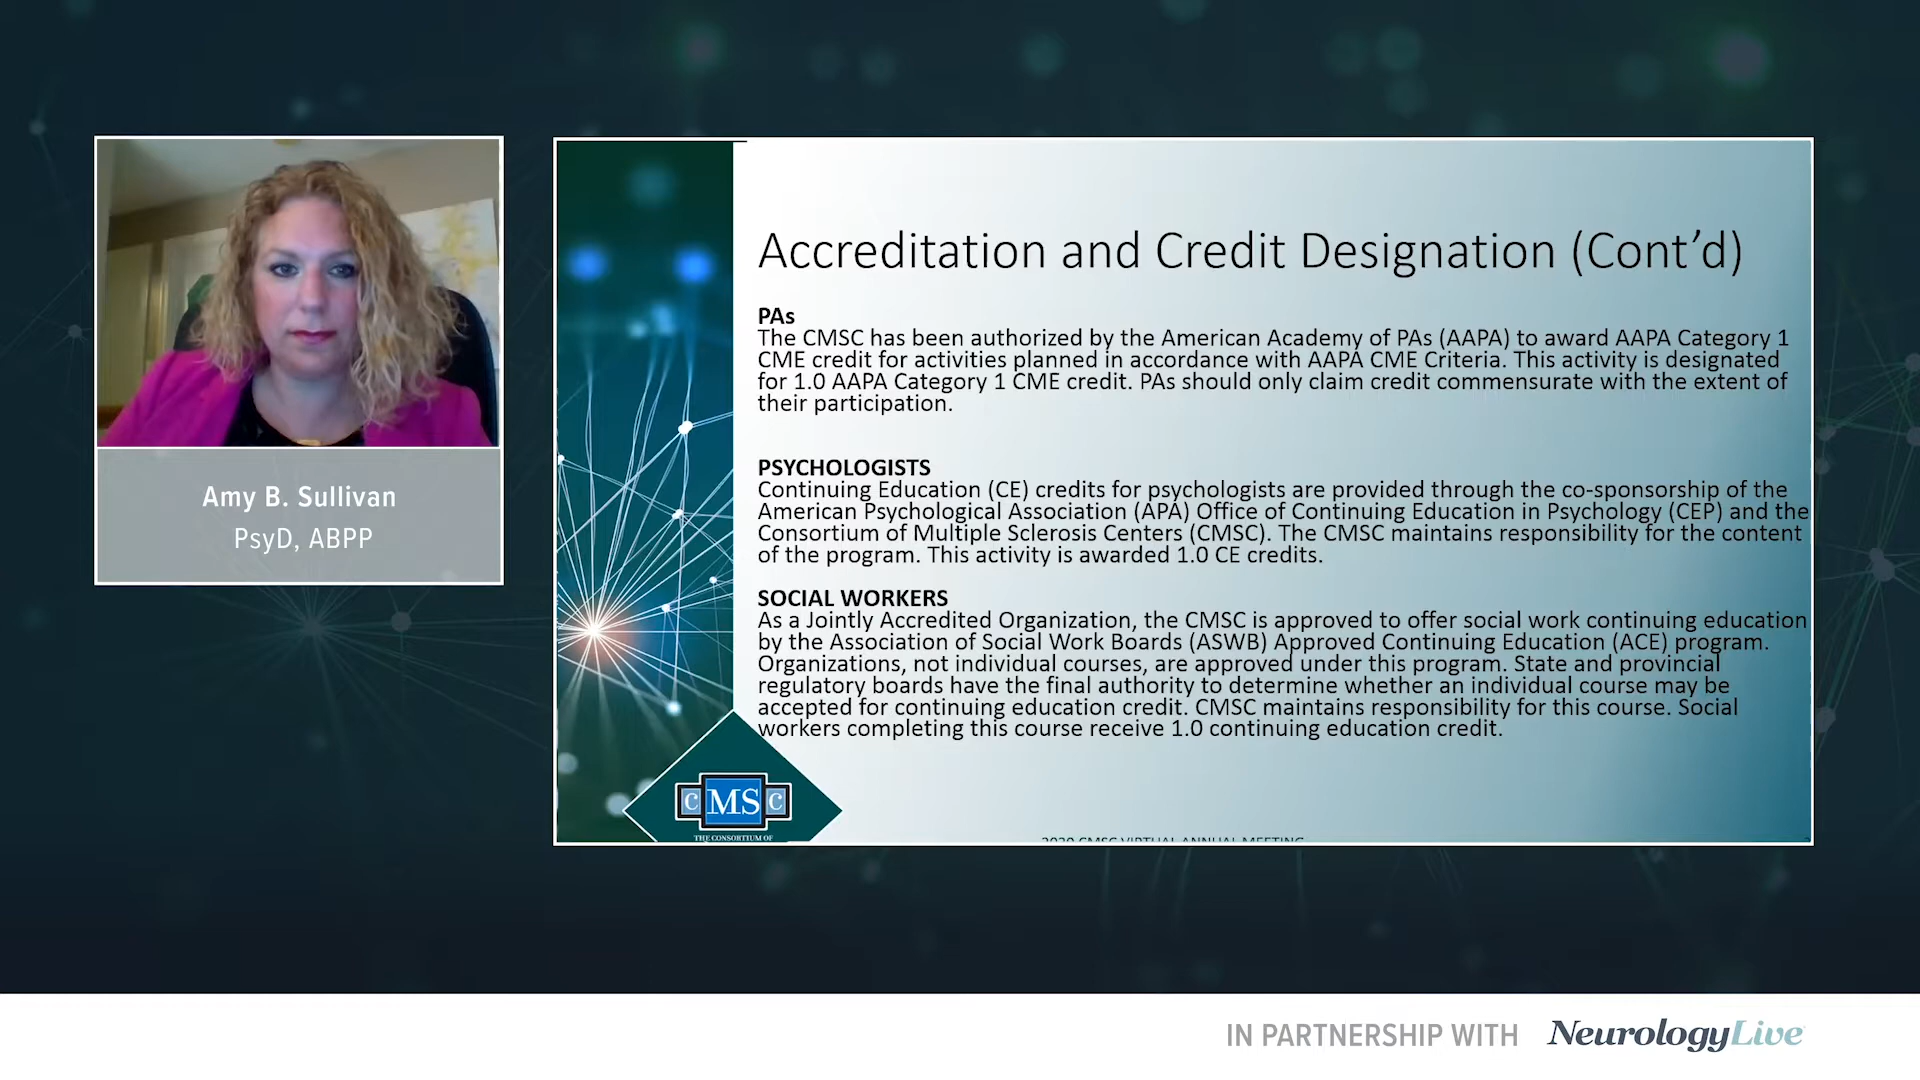 Amy B. Sullivan
PsyD, ABPP
Accreditation and Credit Designation (Cont’d)
PAs
The CMSC has been authorized by the American Academy of PAs (AAPA) to award AAPA Category 1
CME credit for activities planned in accordance with AAPA CME Criteria. This activity is designated
for 1.0 AAPA Category 1 CME credit. PAs should only claim credit commensurate with the extent of
their participation.
PSYCHOLOGISTS
Continuing Education (CE) credits for psychologists are provided through the co-sponsorship of the
American Psychological Association (APA) Office of Continuing Education in Psychology (CEP) and the
Consortium of Multiple Sclerosis Centers (CMSC). The CMSC maintains responsibility for the content
of the program. This activity is awarded 1.0 CE credits.
SOCIAL WORKERS
As a Jointly Accredited Organization, the CMSC is approved to offer social work continuing education
by the Association of Social Work Boards (ASWB) Approved Continuing Education (ACE) program.
Organizations, not individual courses, are approved under this program. State and provincial
regulatory boards have the final authority to determine whether an individual course may be
accepted for continuing education credit. CMSC maintains responsibility for this course. Social
workers completing this course receive 1.0 continuing education credit.
C MS C
THE CONSORTIUM OF
2020 CMSC VIRTUAL ANNUAL MEETING
IN PARTNERSHIP WITH NeurologyLive